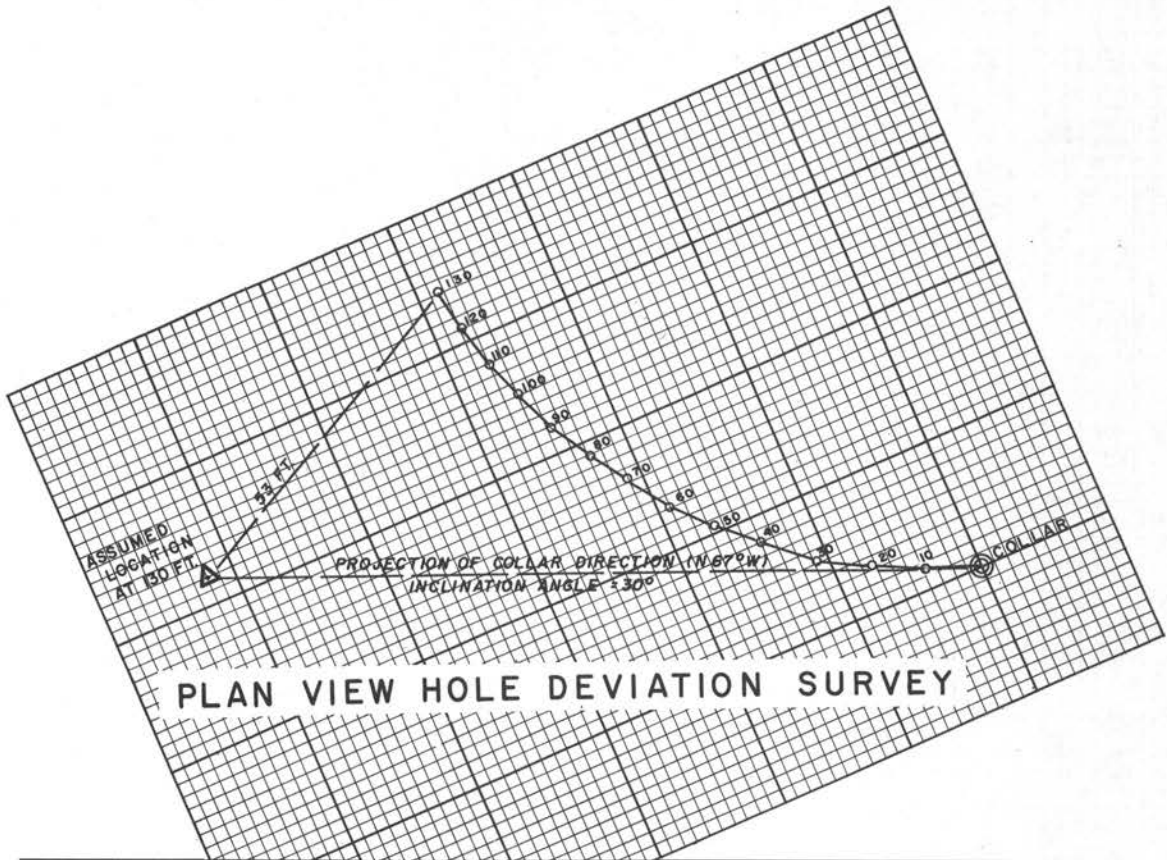 130
120
110
100
90
80
70
60
50
40
30
20
10
COLLAR
53 FT.
ASSUMED
LOCATION
AT 130 FT.
PROJECTION OF COLLAR DIRECTION (N 67° W)
INCLINATION ANGLE = 30°
PLAN VIEW HOLE DEVIATION SURVEY